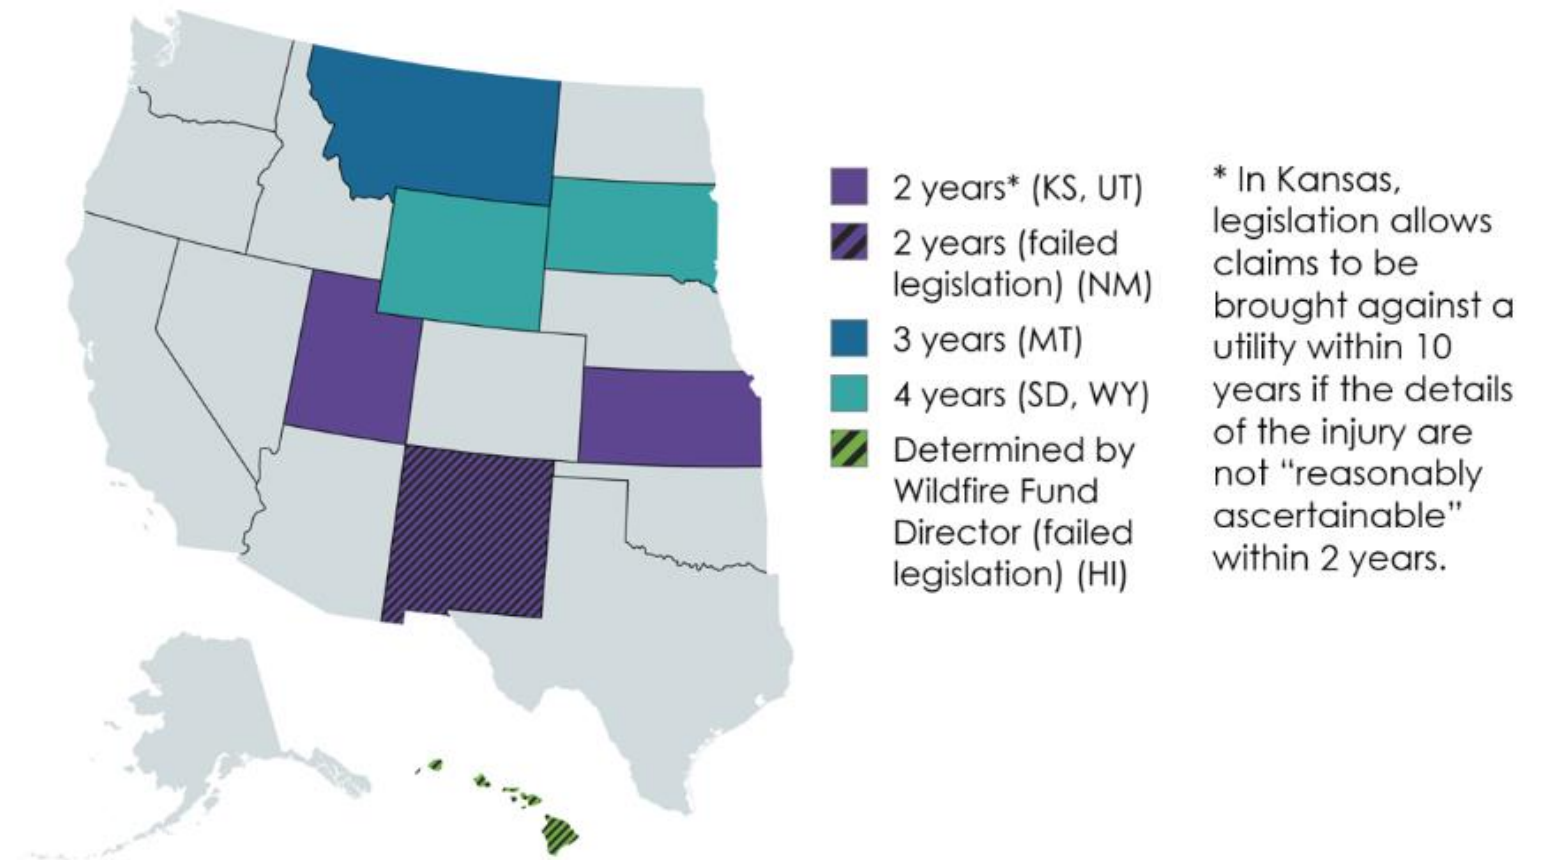 2 years* (KS, UT)
2 years (failed
legislation) (NM)
3 years (MT)
4 years (SD, WY)
Determined by
Wildfire Fund
Director (failed
legislation) (HI)
* In Kansas,
legislation allows
claims to be
brought against a
utility within 10
years if the details
of the injury are
not “reasonably
ascertainable”
within 2 years.